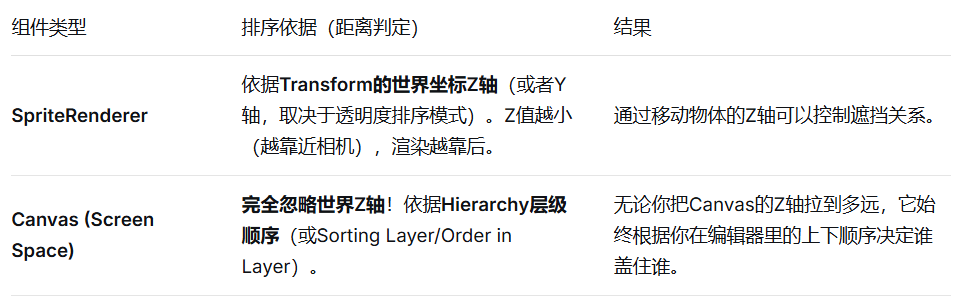 组件类型 排序依据（距离判定） 结果
依据Transform的世界坐标Z轴（或者Y
轴，取决于透明度排序模式）。Z值越小
（越靠近相机），渲染越靠后。
SpriteRenderer
通过移动物体的Z轴可以控制遮挡关系。
Canvas (Screen
Space)
完全忽略世界Z轴！依据Hierarchy层级
顺序（或Sorting Layer/Order in
Layer）。
无论你把Canvas的Z轴拉到多远，它始
终根据你在编辑器里的上下顺序决定谁
盖住谁。